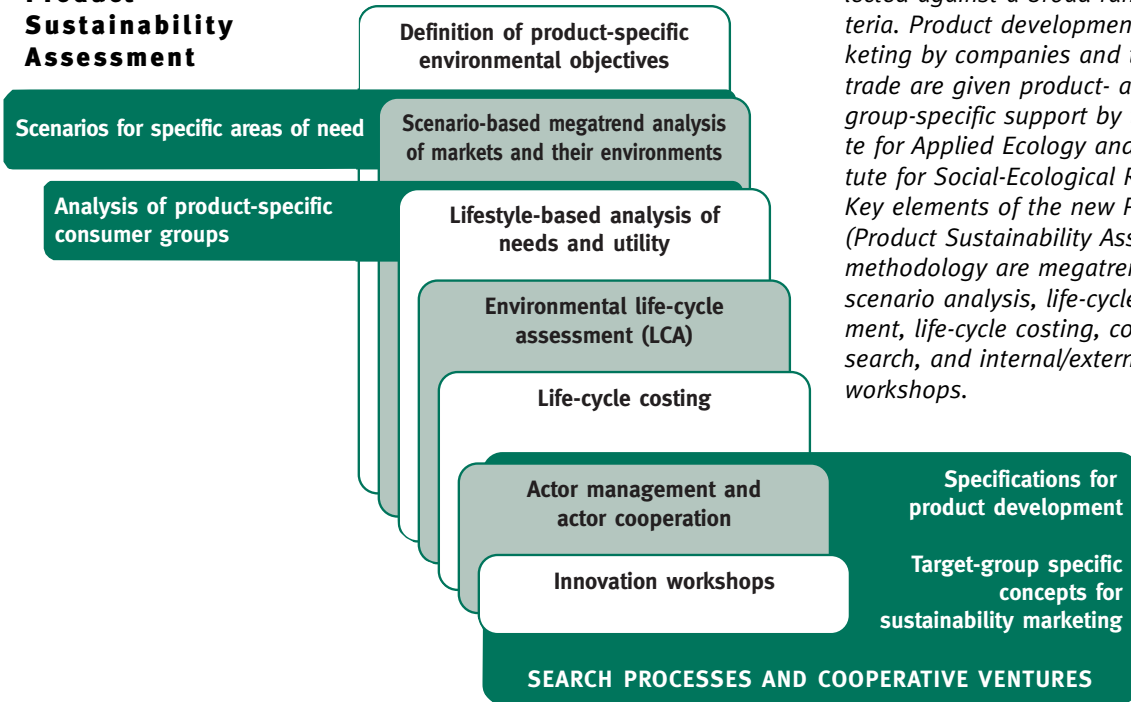 Sustainability
Assessment
Definition of product-specific
environmental objectives
Scenarios for specific areas of need
Scenario-based megatrend analysis
of markets and their environments
Analysis of product-specific
consumer groups
Lifestyle-based analysis of
needs and utility
Environmental life-cycle
assessment (LCA)
Life-cycle costing
Actor management and
actor cooperation
Innovation workshops
Specifications for
product development
Target-group specific
concepts for
sustainability marketing
SEARCH PROCESSES AND COOPERATIVE VENTURES
against a broad
teria. Product developmen
keting by companies and
trade are given product- a
group-specific support by
te for Applied Ecology and
tute for Social-Ecological R
Key elements of the new P
(Product Sustainability Ass
methodology are megatre
scenario analysis, life-cycle
ment, life-cycle costing, co
search, and internal/extern
workshops.